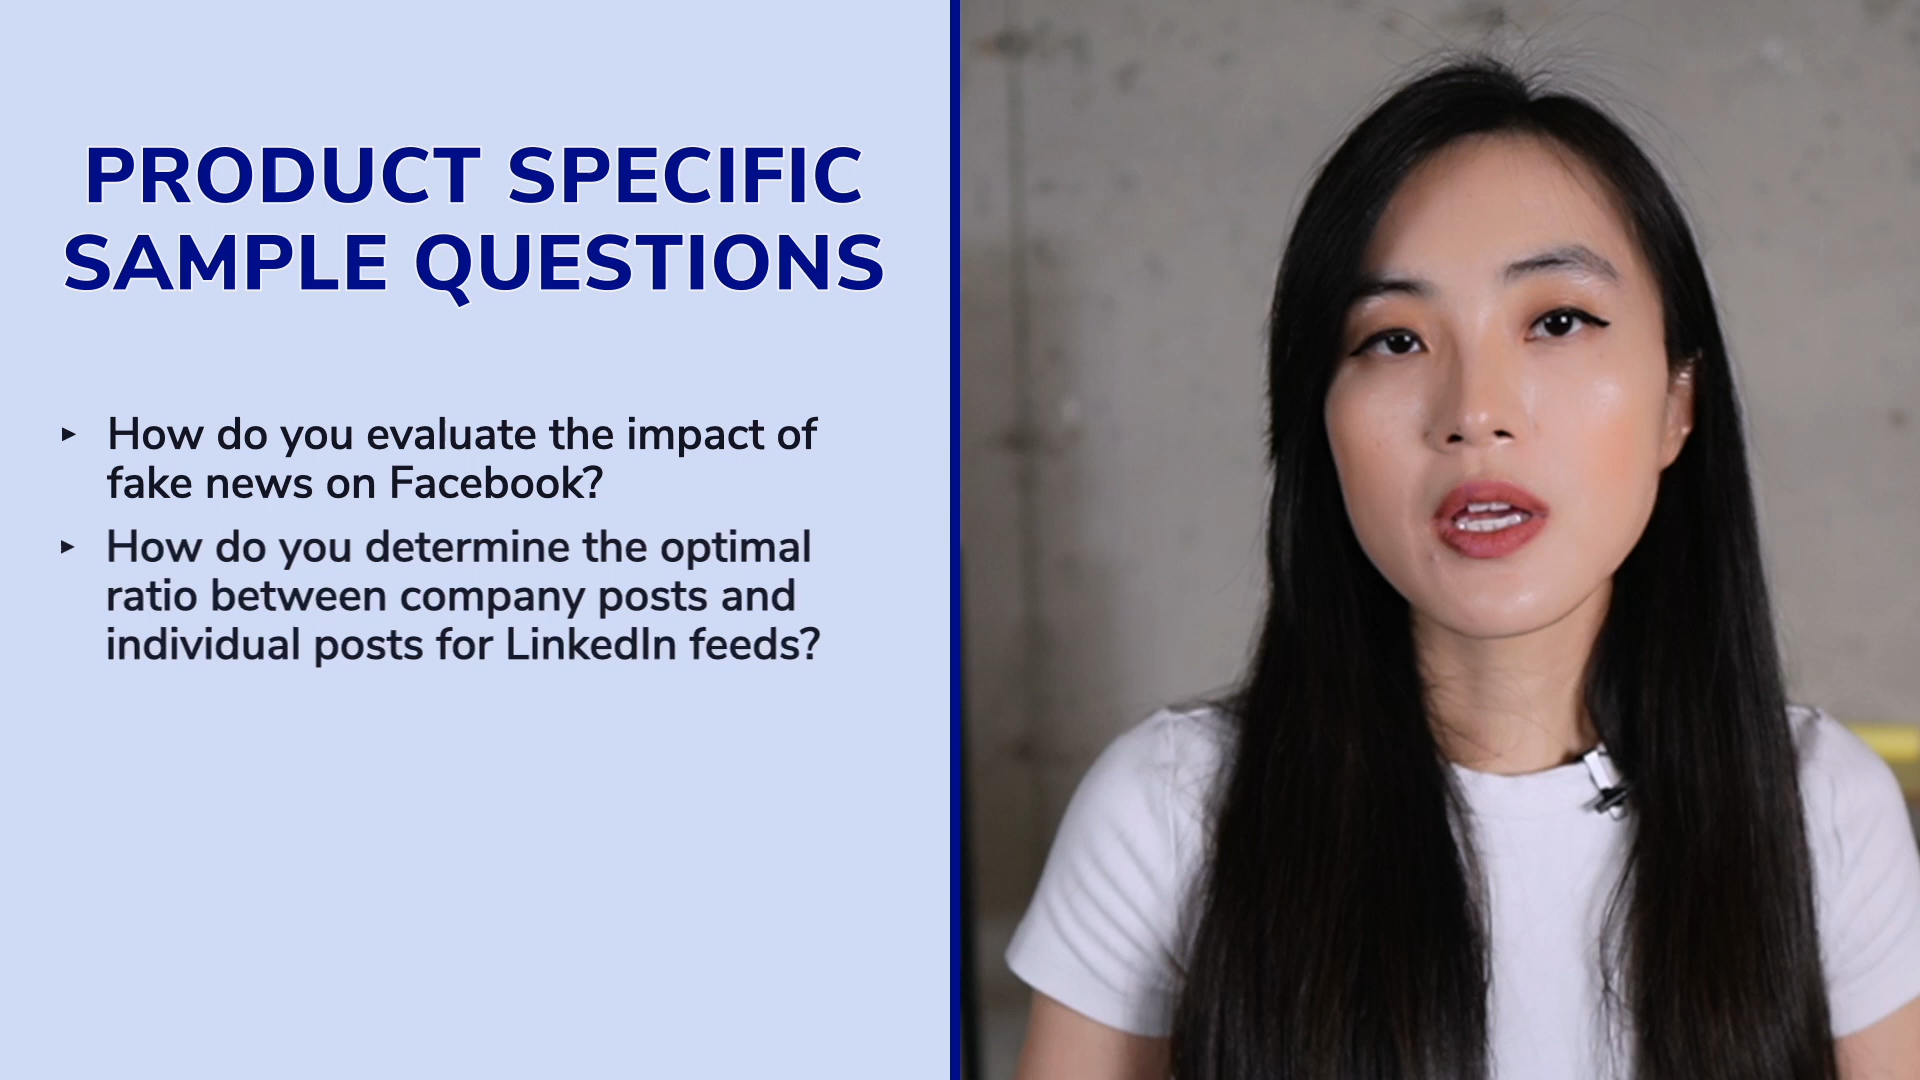 PRODUCT SPECIFIC
SAMPLE QUESTIONS
‣ How do you evaluate the impact of
fake news on Facebook?
‣ How do you determine the optimal
ratio between company posts and
individual posts for LinkedIn feeds?